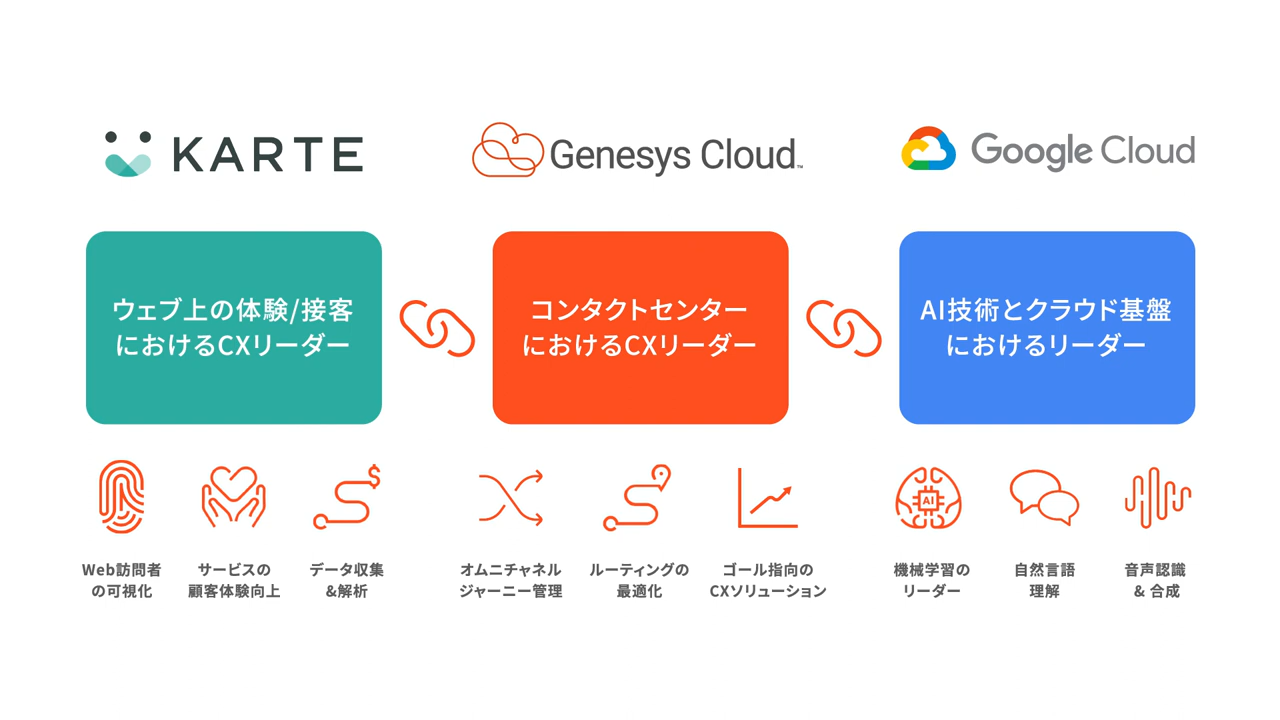 KARTE
Genesys Cloud™
Google Cloud
ウェブ上の体験/接客
におけるCXリーダー
コンタクトセンター
におけるCXリーダー
AI技術とクラウド基盤
におけるリーダー
$
AI
Web訪問者
の可視化
サービスの
顧客体験向上
データ収集
&解析
オムニチャネル
ジャーニー管理
ルーティングの
最適化
ゴール指向の
CXソリューション
機械学習の
リーダー
自然言語
理解
音声認識
& 合成